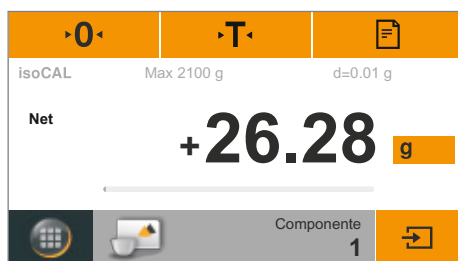 0 T
isoCAL Max 2100 g d=0.01 g
Net
+26.28 g
Componente
1